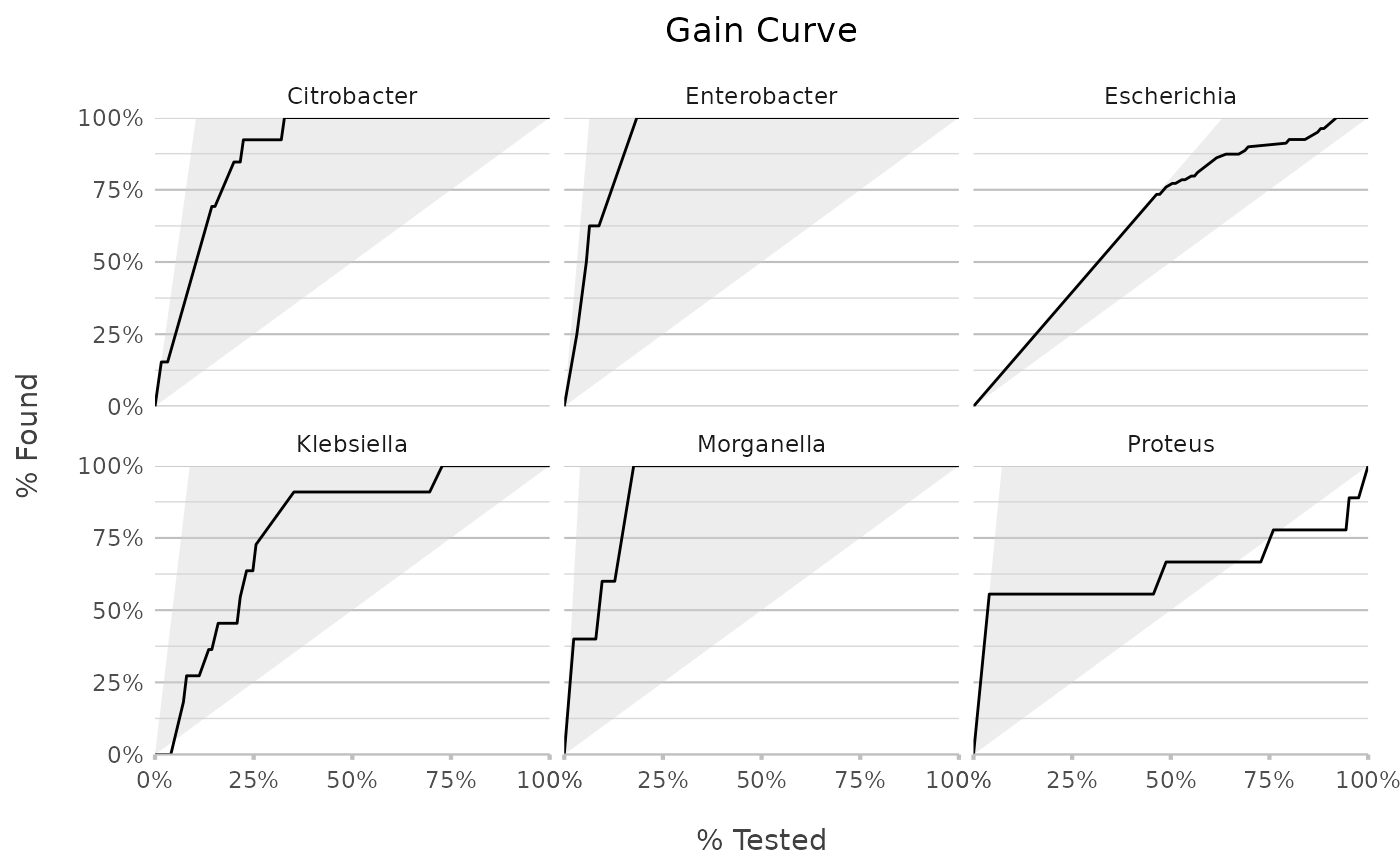 Gain Curve
Citrobacter Enterobacter Escherichia
100%
75%
50%
25%
0%
% Found
Klebsiella Morganella Proteus
100%
75%
50%
25%
0%
0% 25% 50% 75% 100% 0% 25% 50% 75% 100% 0% 25% 50% 75% 100%
% Tested